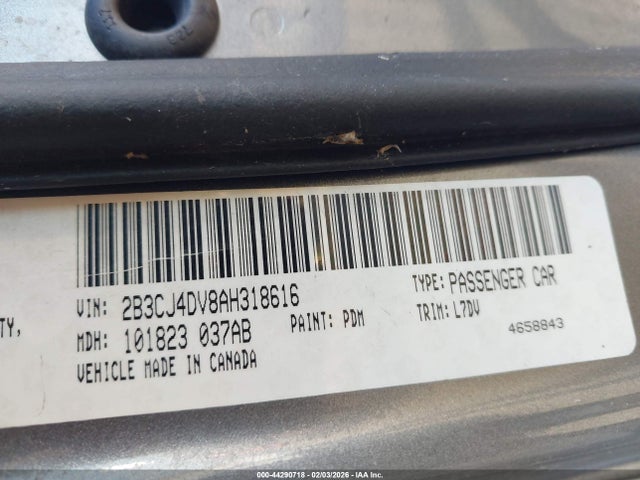 VIN: 2B3CJ4DV8AH318616
TYPE: PASSENGER CAR
TY,
MDH: 101823 037AB
PAINT: PDM
TRIM: L7DV
4658843
VEHICLE MADE IN CANADA
000-44290718 - 02/03/2026 - IAA Inc.